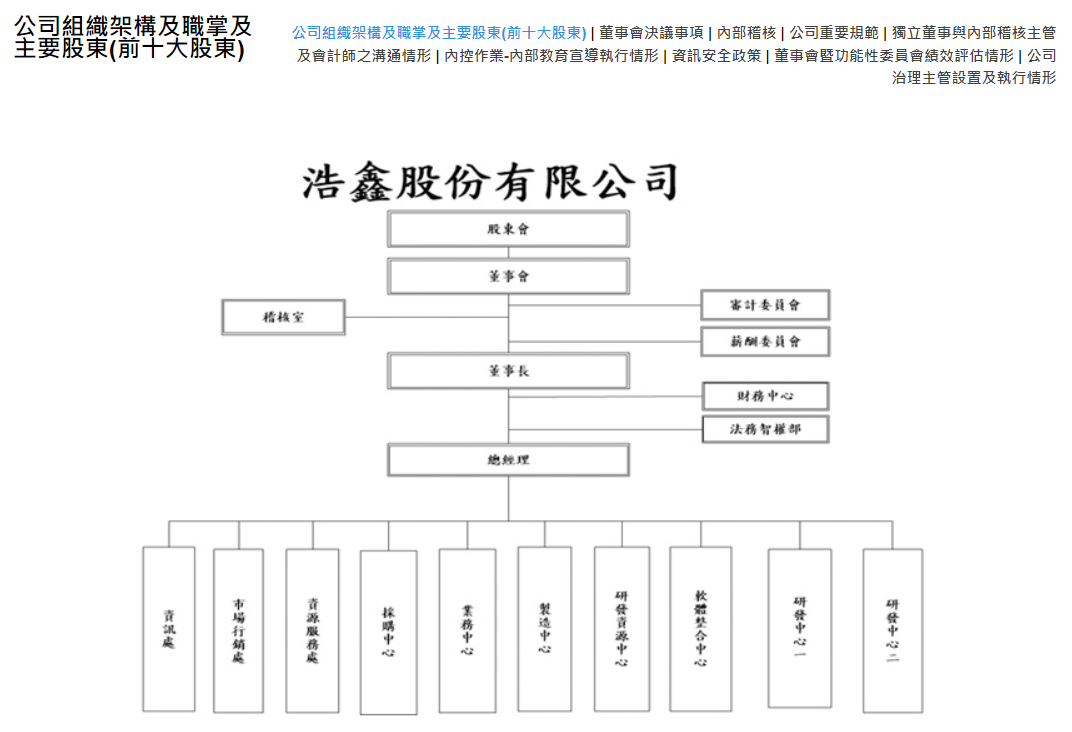 公司組織架構及職掌及
主要股東(前十大股東)
公司組織架構及職掌及主要股東(前十大股東) | 董事會決議事項 | 內部稽核 | 公司重要規範 | 獨立董事與內部稽核主管
及會計師之溝通情形 | 內控作業-內部教育宣導執行情形 | 資訊安全政策 | 董事會暨功能性委員會績效評估情形 | 公司
治理主管設置及執行情形
浩鑫股份有限公司
股東會
董事會
審計委員會
稽核室
薪酬委員會
董事長
財務中心
法務智權部
總經理
資訊處
市場行銷處
資源服務處
採購中心
業務中心
製造中心
研發資源中心
軟體整合中心
研發中心一
研發中心二